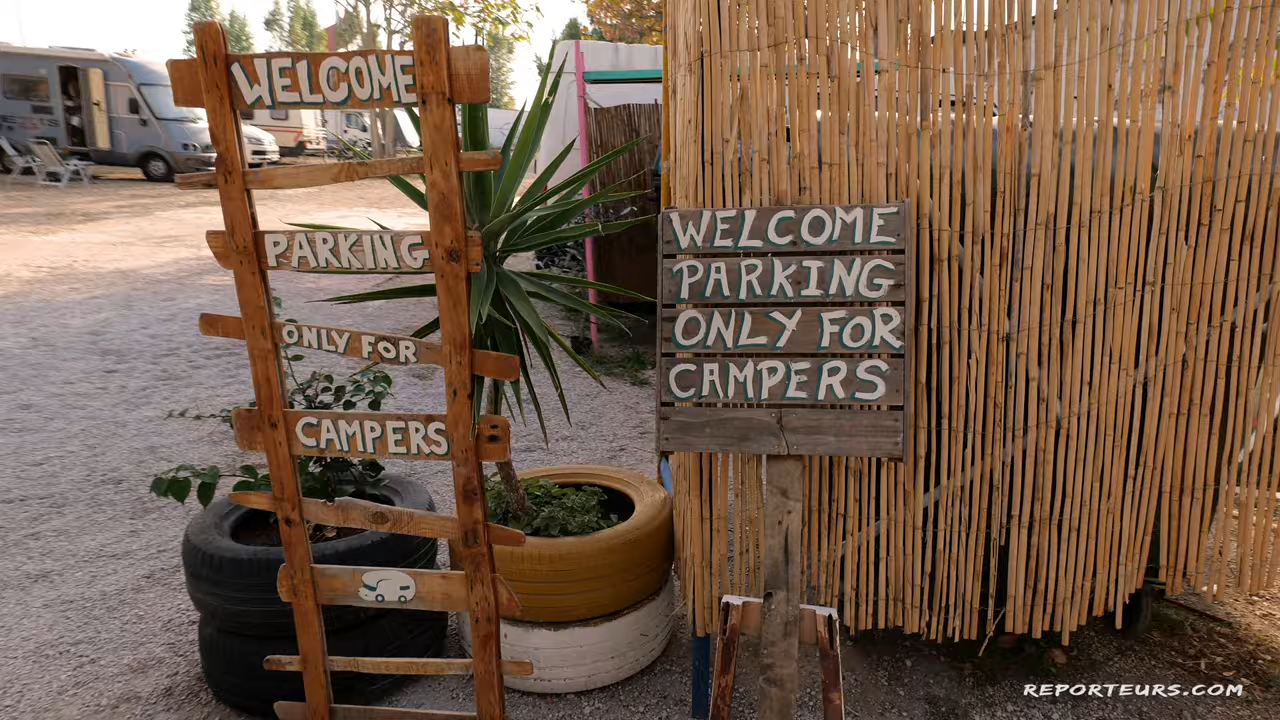 WELCOME
PARKING
ONLY FOR
CAMPERS
WELCOME
PARKING
ONLY FOR
CAMPERS
REPORTEURS.COM